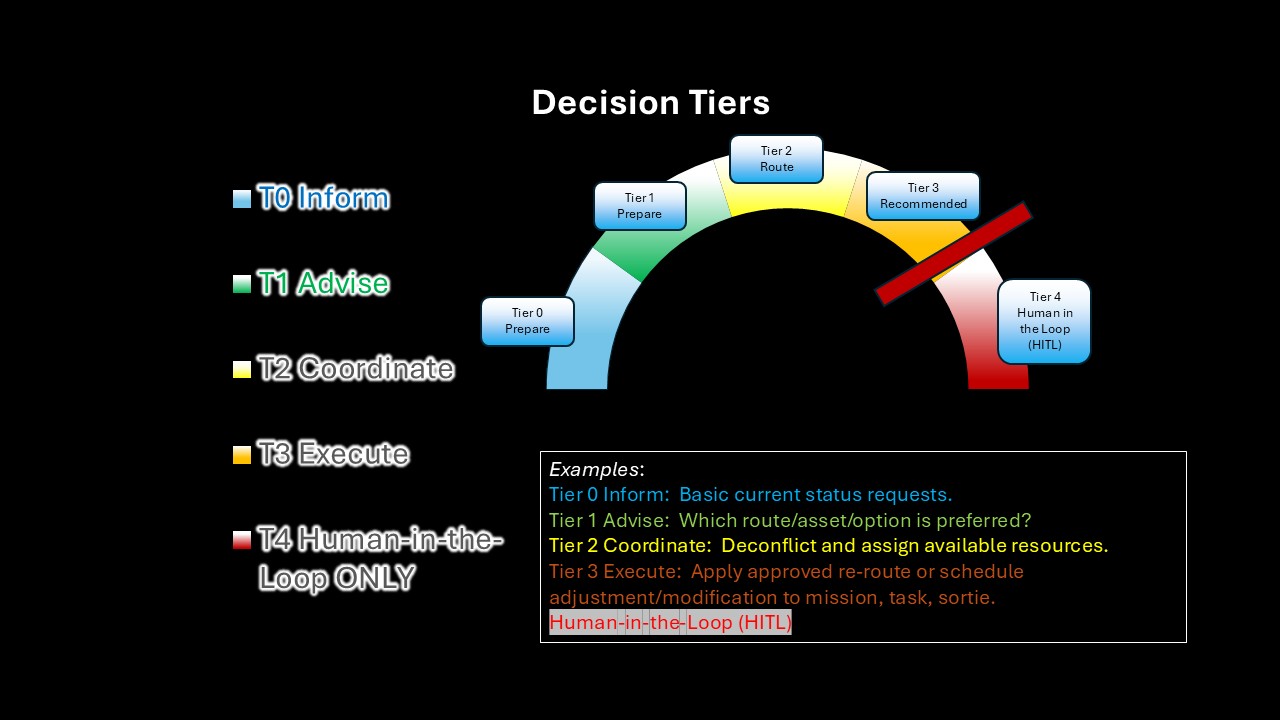 Decision Tiers
T0 Inform
T1 Advise
T2 Coordinate
T3 Execute
T4 Human-in-the-
Loop ONLY
Tier 0
Prepare
Tier 1
Prepare
Tier 2
Route
Tier 3
Recommended
Tier 4
Human in
the Loop
(HITL)
Examples:
Tier 0 Inform:  Basic current status requests.
Tier 1 Advise:  Which route/asset/option is preferred?
Tier 2 Coordinate:  Deconflict and assign available resources.
Tier 3 Execute:  Apply approved re-route or schedule
adjustment/modification to mission, task, sortie.
Human-in-the-Loop (HITL)